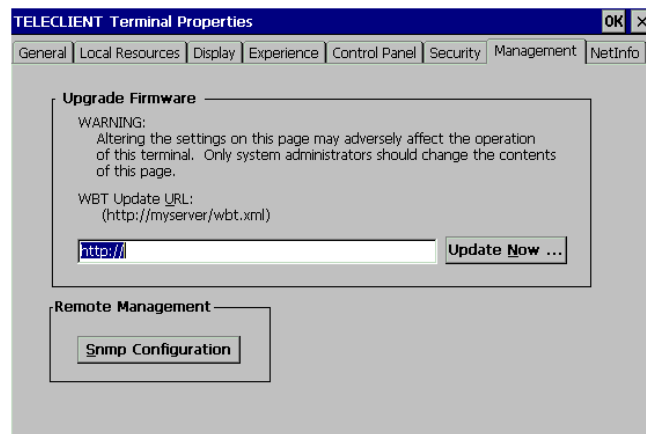 TELECLIENT Terminal Properties OK ×
General Local Resources Display Experience Control Panel Security Management NetInfo
Upgrade Firmware
WARNING:
Altering the settings on this page may adversely affect the operation
of this terminal. Only system administrators should change the contents
of this page.
WBT Update URL:
(http://myserver/wbt.xml)
http:// Update Now ...
Remote Management
Snmp Configuration